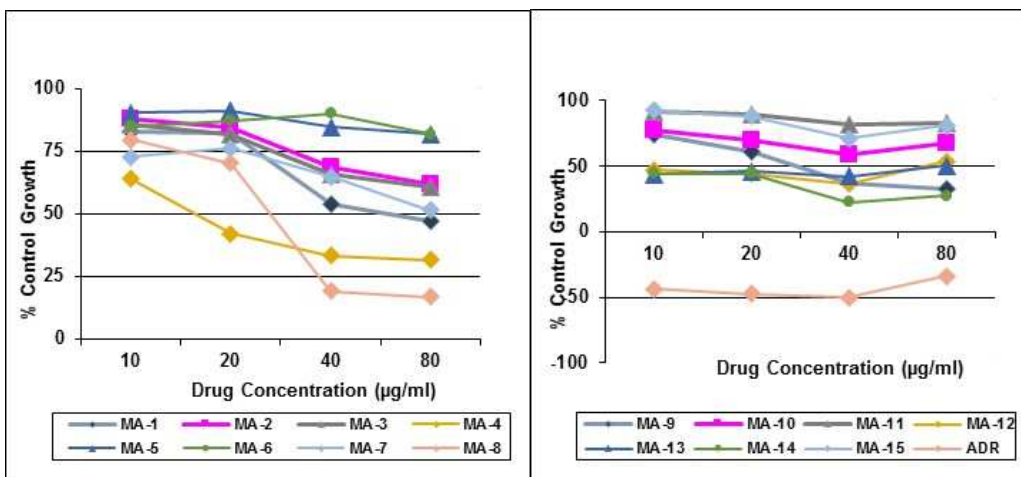 100
75
50
25
0
% Control Growth
10 20 40 80
Drug Concentration (µg/ml)
MA-1 MA-2 MA-3 MA-4
MA-5 MA-6 MA-7 MA-8
100
50
0
-50
-100
% Control Growth
10 20 40 80
Drug Concentration (µg/ml)
MA-9 MA-10 MA-11 MA-12
MA-13 MA-14 MA-15 ADR